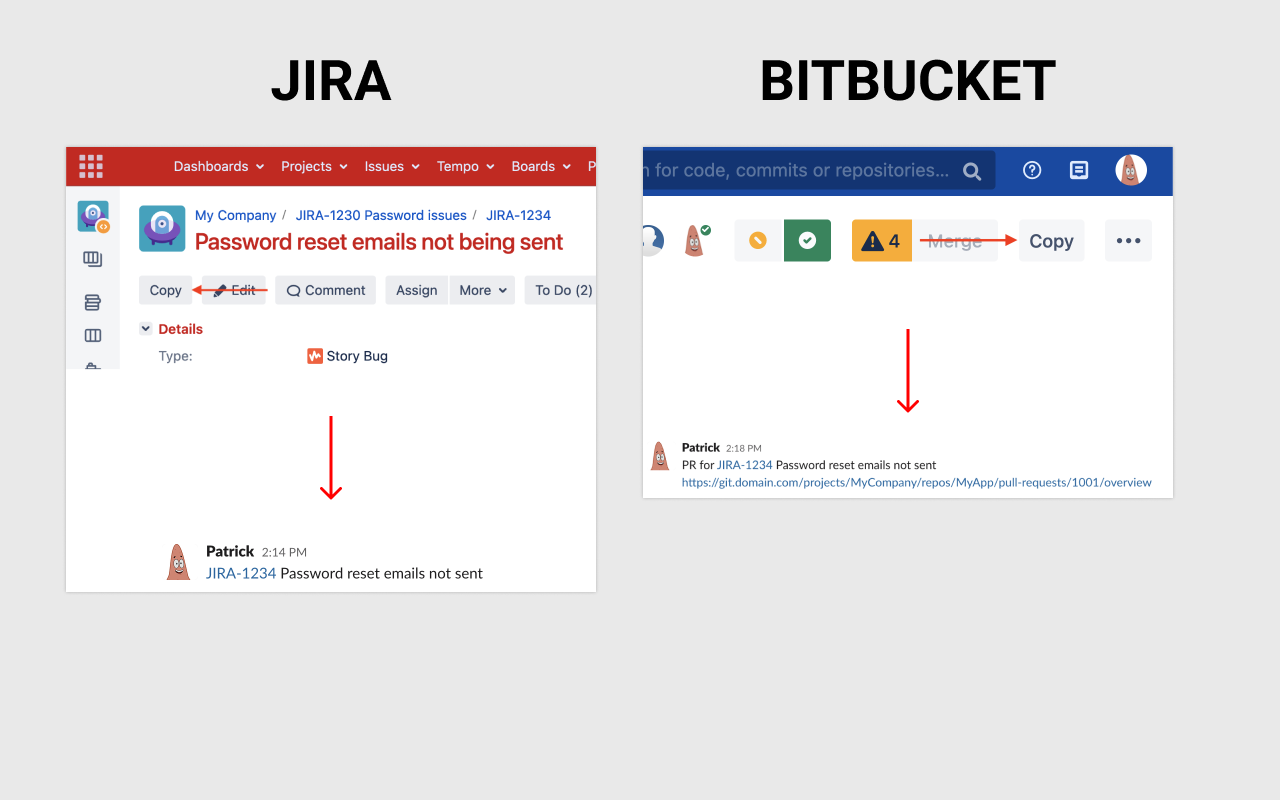 JIRA
Dashboards Projects Issues Tempo Boards P
My Company / JIRA-1230 Password issues / JIRA-1234
Password reset emails not being sent
Copy Edit Comment Assign More To Do (2)
Details
Type: Story Bug
Patrick 2:14 PM
JIRA-1234 Password reset emails not sent
BITBUCKET
h for code, commits or repositories...
4 Merge Copy
Patrick 2:18 PM
PR for JIRA-1234 Password reset emails not sent
https://git.domain.com/projects/MyCompany/repos/MyApp/pull-requests/1001/overview